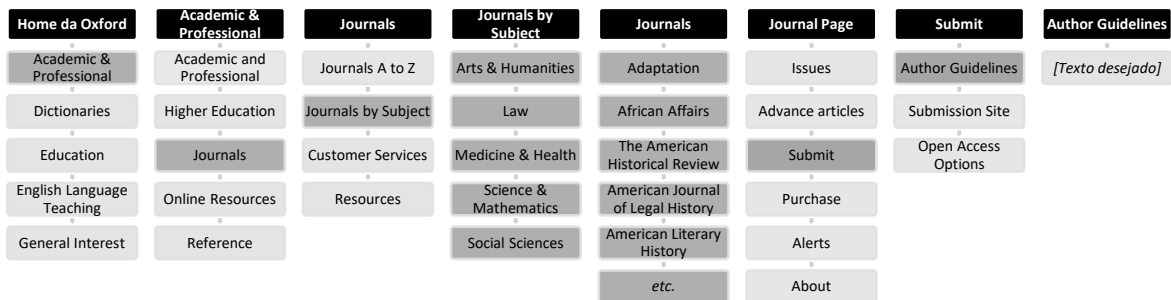 Home da Oxford
Academic &
Professional
Dictionaries
Education
English Language
Teaching
General Interest
Academic &
Professional
Academic and
Professional
Higher Education
Journals
Online Resources
Reference
Journals
Journals A to Z
Journals by Subject
Customer Services
Resources
Journals by
Subject
Arts & Humanities
Law
Medicine & Health
Science &
Mathematics
Social Sciences
Journals
Adaptation
African Affairs
The American
Historical Review
American Journal
of Legal History
American Literary
History
etc.
Journal Page
Issues
Advance articles
Submit
Purchase
Alerts
About
Submit
Author Guidelines
Submission Site
Open Access
Options
Author Guidelines
[Texto desejado]